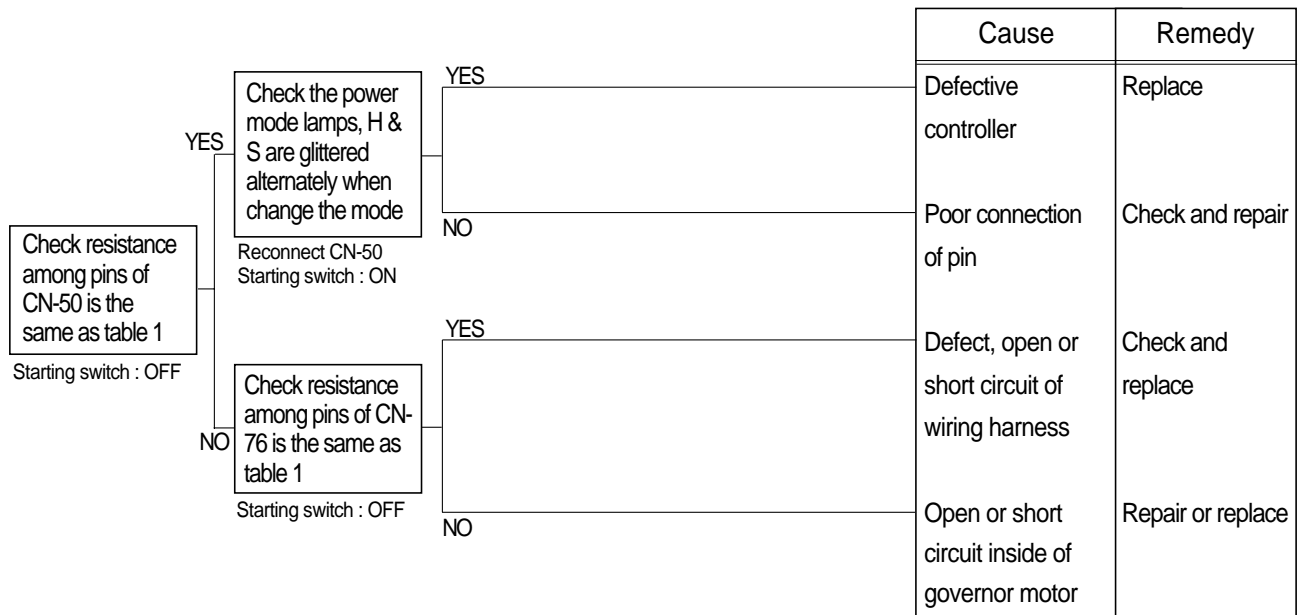 Cause
Remedy
YES
Check the power
mode lamps, H &
S are glittered
alternately when
change the mode
YES
Defective
controller
Replace
NO
Poor connection
of pin
Check and repair
Reconnect CN-50
Starting switch : ON
Check resistance
among pins of
CN-50 is the
same as table 1
Starting switch : OFF
YES
Defect, open or
short circuit of
wiring harness
Check and
replace
NO
Check resistance
among pins of CN-
76 is the same as
table 1
Starting switch : OFF
NO
Open or short
circuit inside of
governor motor
Repair or replace